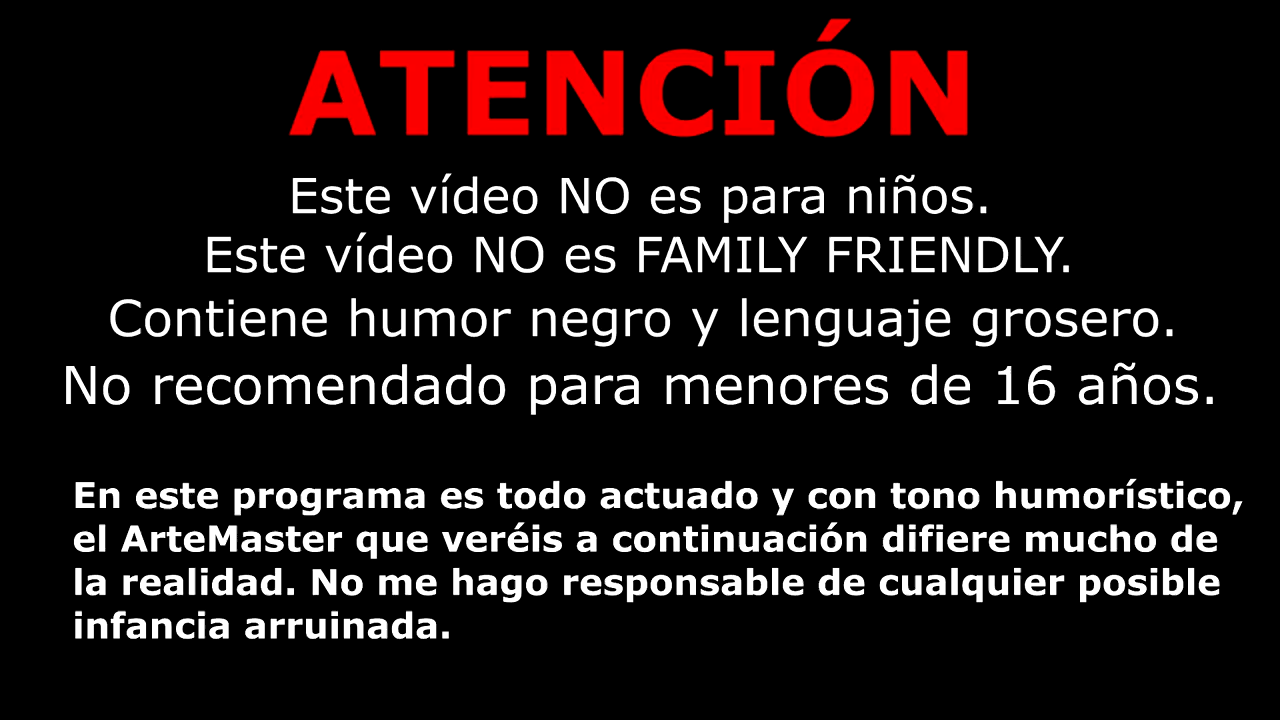 ATENCIÓN
Este vídeo NO es para niños.
Este vídeo NO es FAMILY FRIENDLY.
Contiene humor negro y lenguaje grosero.
No recomendado para menores de 16 años.
En este programa es todo actuado y con tono humorístico,
el ArteMaster que veréis a continuación difiere mucho de
la realidad. No me hago responsable de cualquier posible
infancia arruinada.